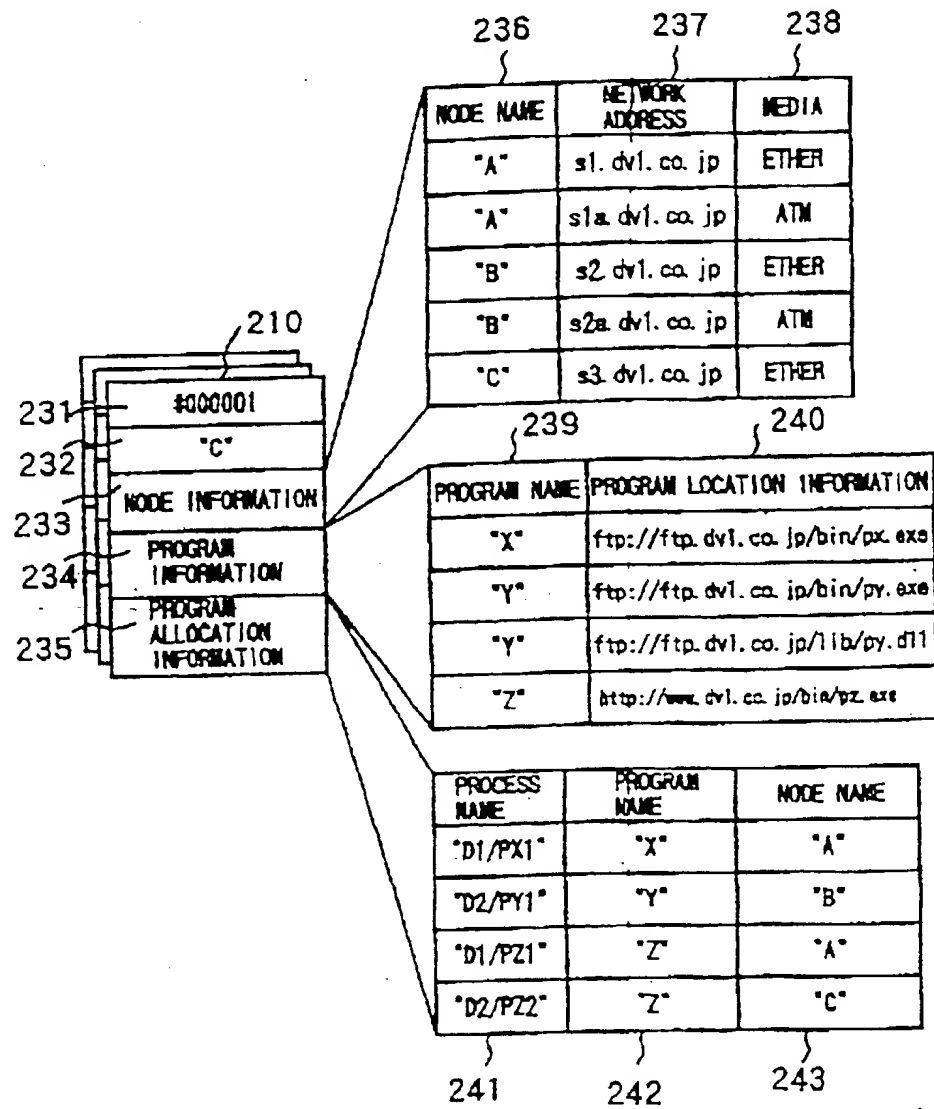 236 237 238
NODE NAME NETWORK ADDRESS MEDIA
"A" s1.dv1.co.jp ETHER
"A" s1a.dv1.co.jp ATM
"B" s2.dv1.co.jp ETHER
"B" s2a.dv1.co.jp ATM
"C" s3.dv1.co.jp ETHER
210
231 #000001
232 "C"
233 NODE INFORMATION
234 PROGRAM INFORMATION
235 PROGRAM ALLOCATION INFORMATION
239 240
PROGRAM NAME PROGRAM LOCATION INFORMATION
"X" ftp://ftp.dv1.co.jp/bin/px.exe
"Y" ftp://ftp.dv1.co.jp/bin/py.exe
"Y" ftp://ftp.dv1.co.jp/lib/py.dll
"Z" http://www.dv1.co.jp/bin/pz.exe
PROCESS NAME PROGRAM NAME NODE NAME
"D1/PX1" "X" "A"
"D2/PY1" "Y" "B"
"D1/PZ1" "Z" "A"
"D2/PZ2" "Z" "C"
241 242 243